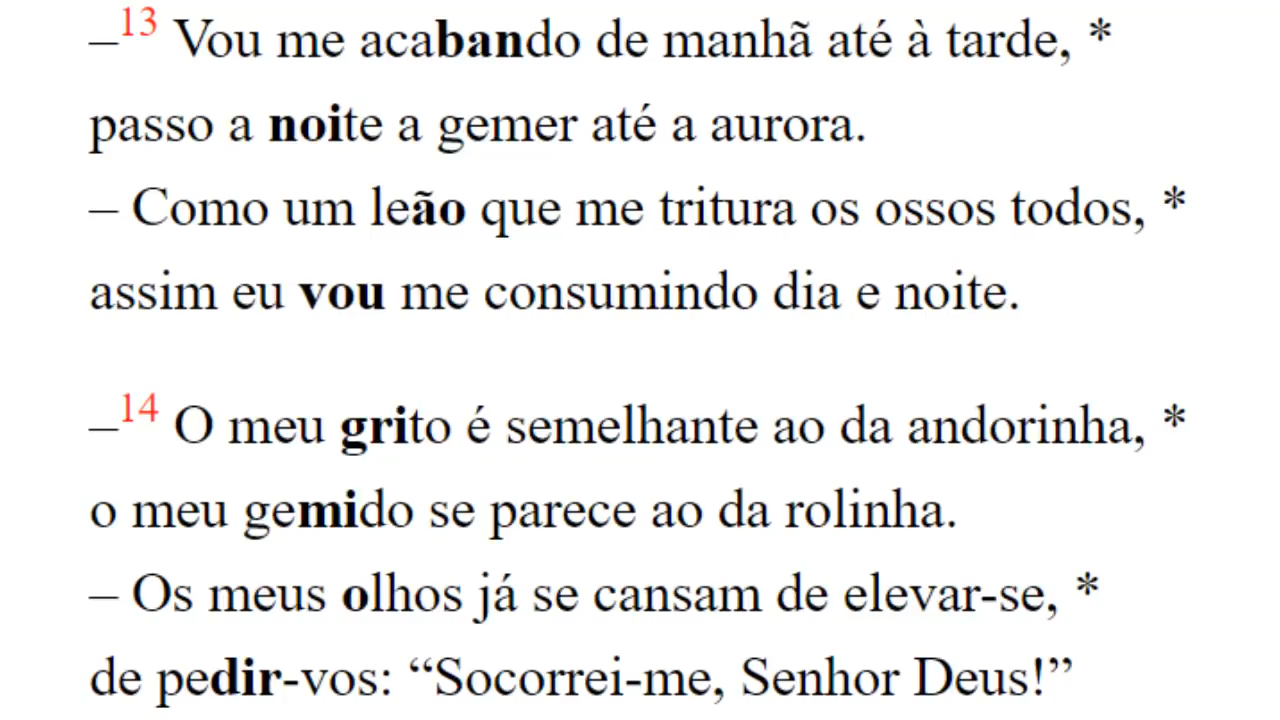 –13 Vou me acabando de manhã até à tarde, *
passo a noite a gemer até a aurora.
– Como um leão que me tritura os ossos todos, *
assim eu vou me consumindo dia e noite.
–14 O meu grito é semelhante ao da andorinha, *
o meu gemido se parece ao da rolinha.
– Os meus olhos já se cansam de elevar-se, *
de pedir-vos: “Socorrei-me, Senhor Deus!”